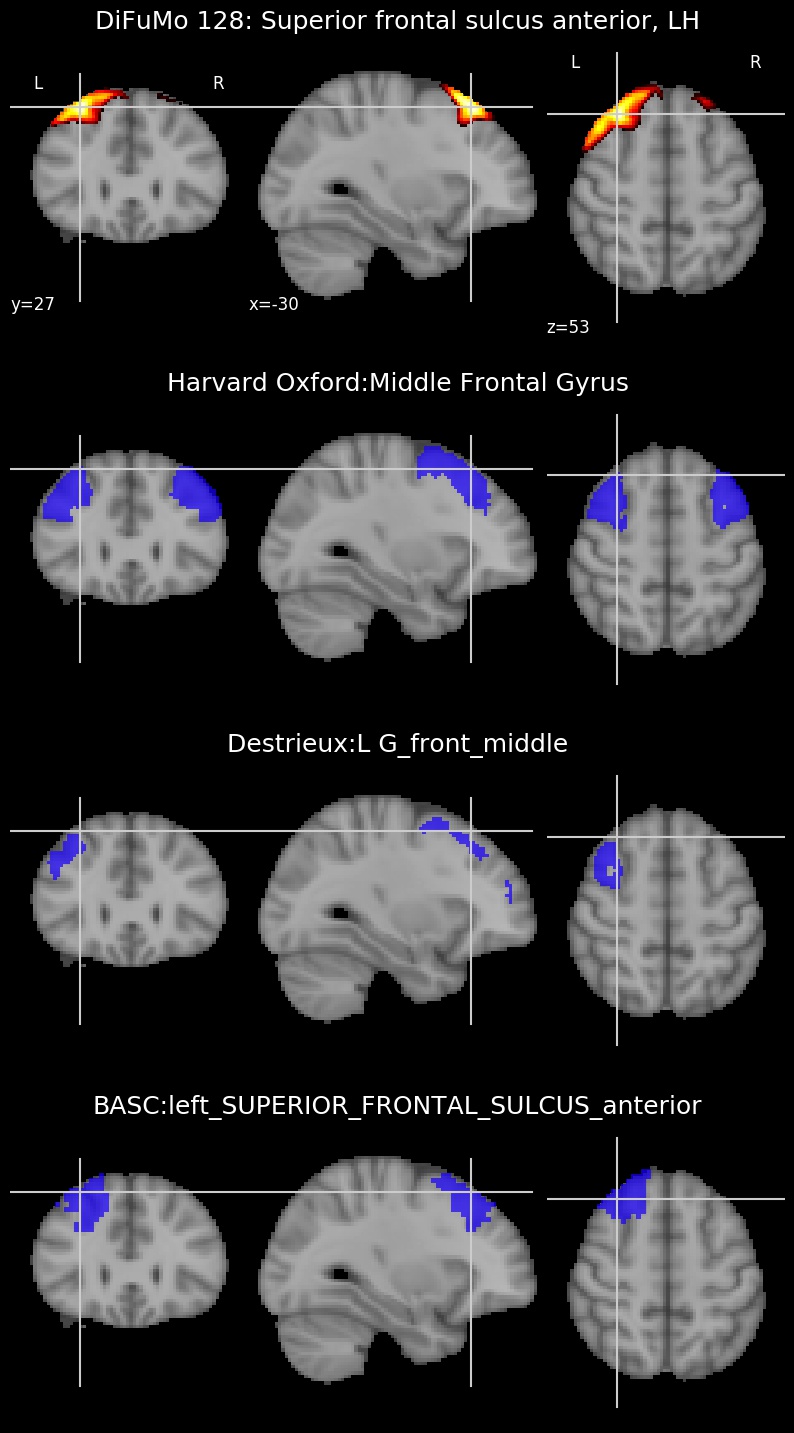 DiFuMo 128: Superior frontal sulcus anterior, LH
L R
L R
y=27 x=-30 z=53
Harvard Oxford:Middle Frontal Gyrus
Destrieux:L G_front_middle
BASC:left_SUPERIOR_FRONTAL_SULCUS_anterior